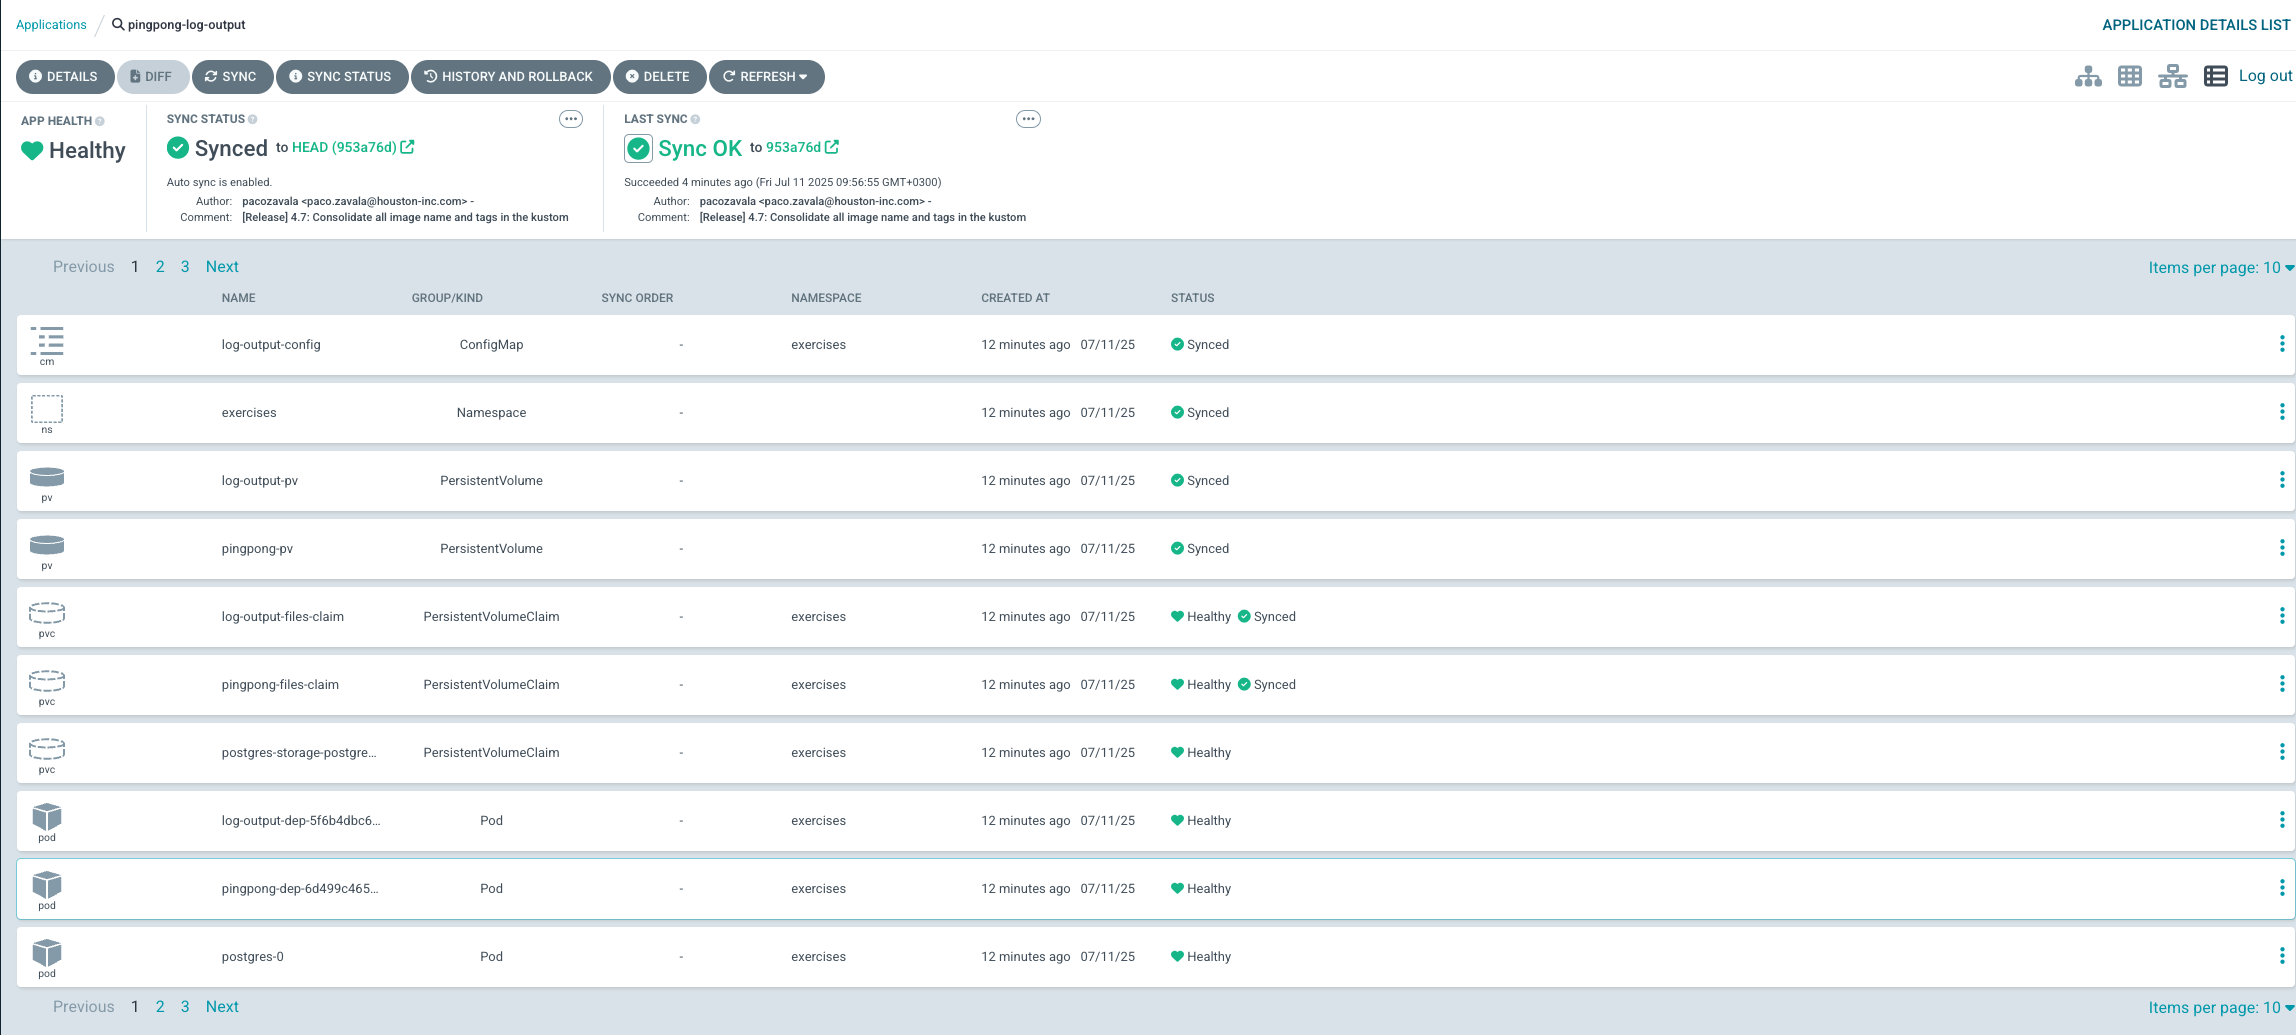 Applications / pingpong-log-output
APPLICATION DETAILS LIST
DETAILS DIFF SYNC SYNC STATUS HISTORY AND ROLLBACK DELETE REFRESH
Log out
APP HEALTH
Healthy
SYNC STATUS
Synced to HEAD (953a76d)
Auto sync is enabled.
Author: pacozavala <paco.zavala@houston-inc.com> -
Comment: [Release] 4.7: Consolidate all image name and tags in the kustom
LAST SYNC
Sync OK to 953a76d
Succeeded 4 minutes ago (Fri Jul 11 2025 09:56:55 GMT+0300)
Author: pacozavala <paco.zavala@houston-inc.com> -
Comment: [Release] 4.7: Consolidate all image name and tags in the kustom
Previous 1 2 3 Next
Items per page: 10
NAME GROUP/KIND SYNC ORDER NAMESPACE CREATED AT STATUS
cm log-output-config ConfigMap - exercises 12 minutes ago 07/11/25 Synced
ns exercises Namespace - 12 minutes ago 07/11/25 Synced
pv log-output-pv PersistentVolume - 12 minutes ago 07/11/25 Synced
pv pingpong-pv PersistentVolume - 12 minutes ago 07/11/25 Synced
pvc log-output-files-claim PersistentVolumeClaim - exercises 12 minutes ago 07/11/25 Healthy Synced
pvc pingpong-files-claim PersistentVolumeClaim - exercises 12 minutes ago 07/11/25 Healthy Synced
pvc postgres-storage-postgre... PersistentVolumeClaim - exercises 12 minutes ago 07/11/25 Healthy
pod log-output-dep-5f6b4dbc6... Pod - exercises 12 minutes ago 07/11/25 Healthy
pod pingpong-dep-6d499c465... Pod - exercises 12 minutes ago 07/11/25 Healthy
pod postgres-0 Pod - exercises 12 minutes ago 07/11/25 Healthy
Previous 1 2 3 Next
Items per page: 10